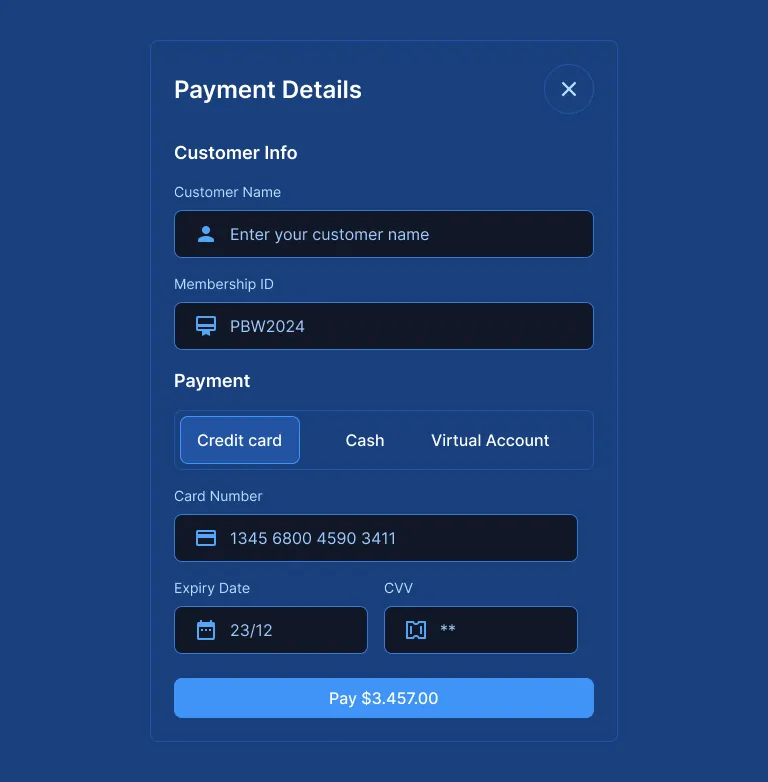 Payment Details
Customer Info
Customer Name
Enter your customer name
Membership ID
PBW2024
Payment
Credit card Cash Virtual Account
Card Number
1345 6800 4590 3411
Expiry Date CVV
23/12 **
Pay $3.457.00